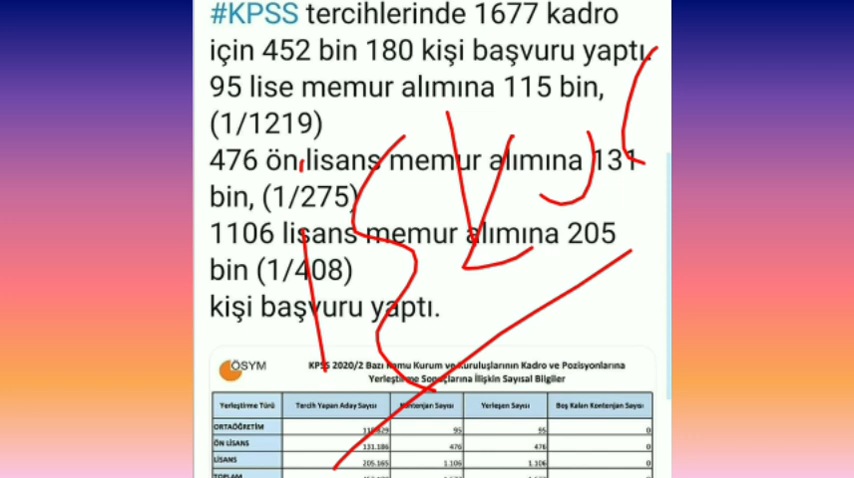 #KPSS tercihlerinde 1677 kadro
için 452 bin 180 kişi başvuru yaptı.
95 lise memur alımına 115 bin,
(1/1219)
476 ön lisans memur alımına 131
bin, (1/275)
1106 lisans memur alımına 205
bin (1/408)
kişi başvuru yaptı.
ÖSYM
KPSS 2020/2 Bazı Kamu Kurum ve Kuruluşlarının Kadro ve Pozisyonlarına
Yerleştirme Sonuçlarına İlişkin Sayısal Bilgiler
Yerleştirme Türü Tercih Yapan Aday Sayısı Kontenjan Sayısı Yerleşen Sayısı Boş Kalan Kontenjan Sayısı
ORTAÖĞRETİM 95 95 0
ÖN LİSANS 131.186 476 476 0
LİSANS 205.165 1.106 1.106 0
TOPLAM